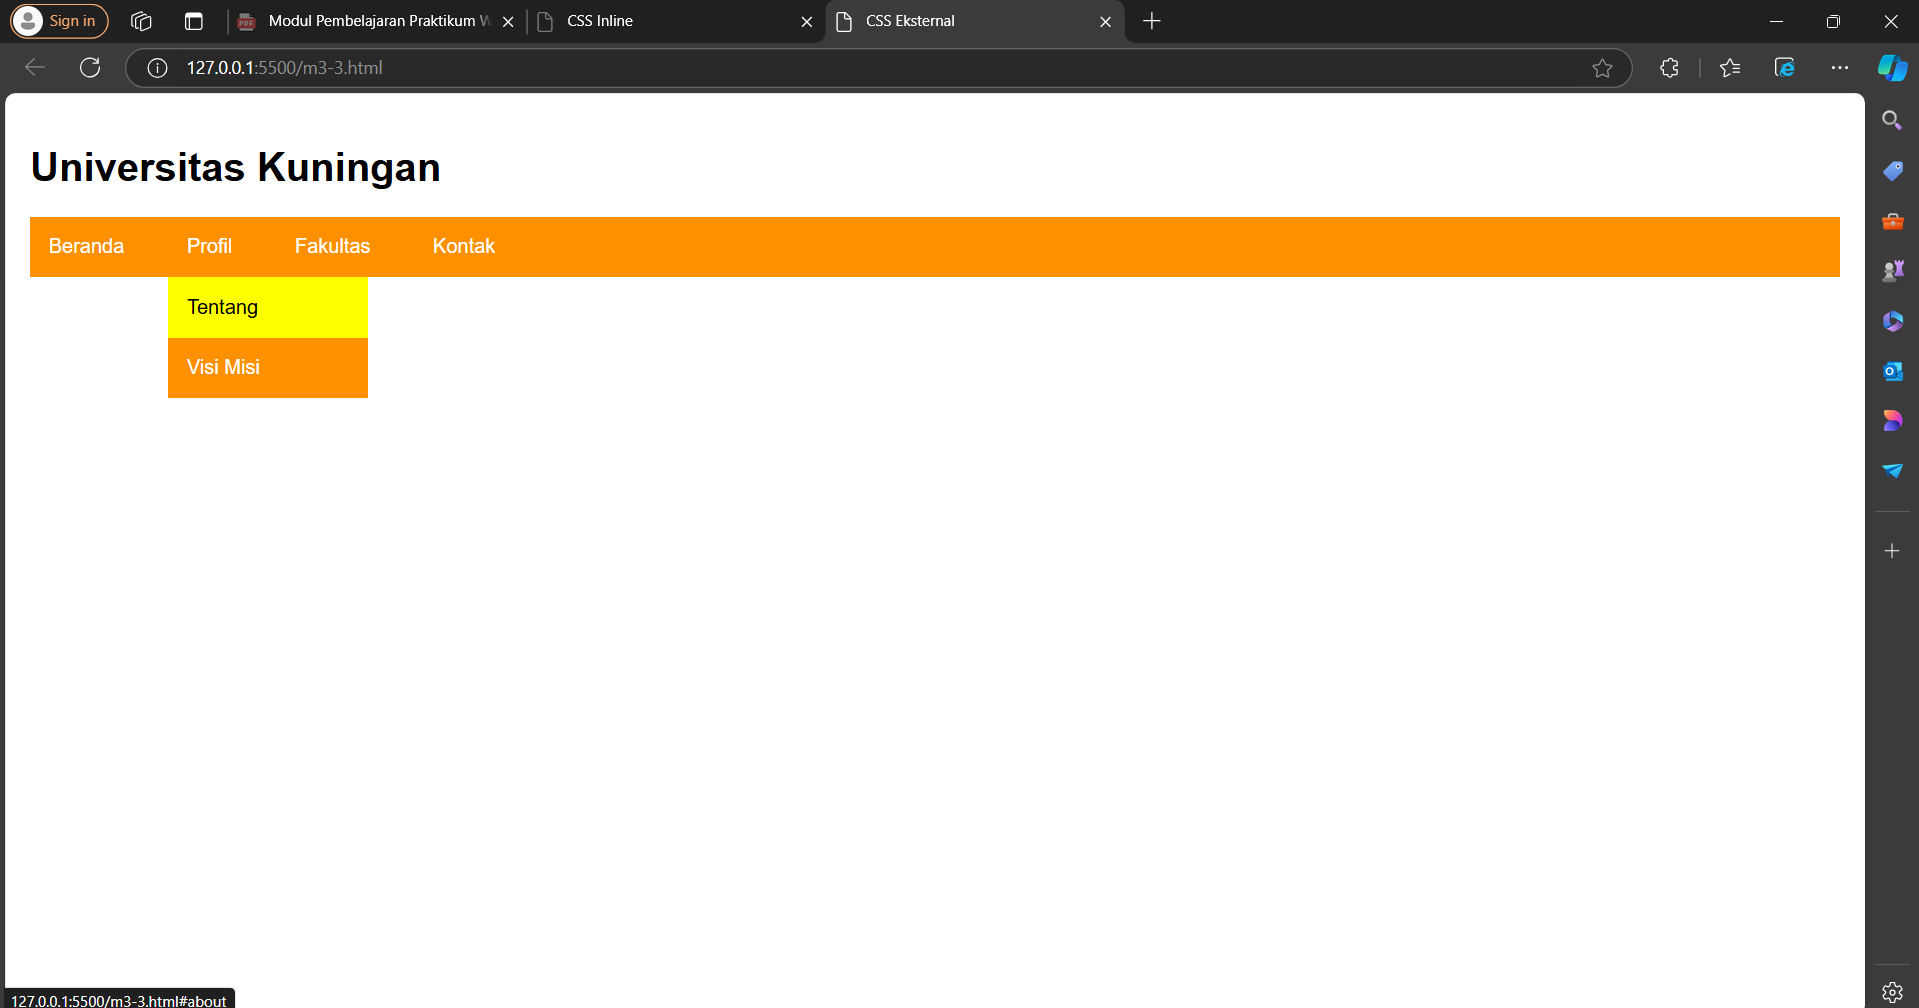 Sign in
Modul Pembelajaran Praktikum W
CSS Inline
CSS Eksternal
127.0.0.1:5500/m3-3.html
Universitas Kuningan
Beranda Profil Fakultas Kontak
Tentang
Visi Misi
127.0.0.1:5500/m3-3.html#about